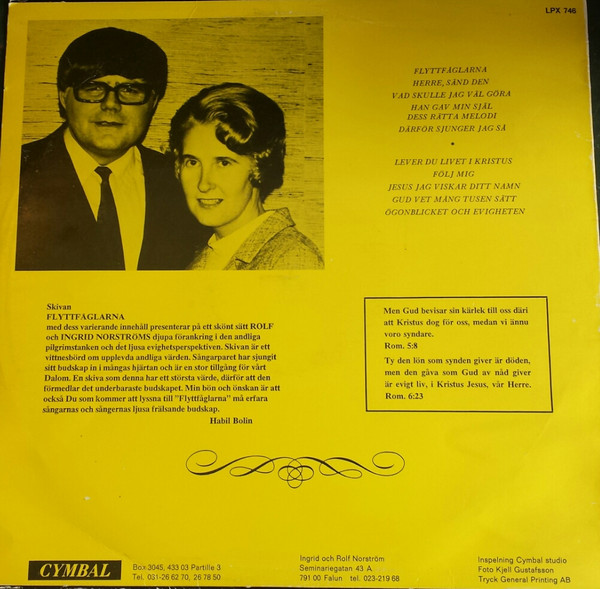 LPX 746
FLYTTFÅGLARNA
HERRE, SÄND DEN
VAD SKULLE JAG VÄL GÖRA
HAN GAV MIN SJÄL
DESS RÄTTA MELODI
DÄRFÖR SJUNGER JAG SÅ
•
LEVER DU LIVET I KRISTUS
FÖLJ MIG
JESUS JAG VISKAR DITT NAMN
GUD VET MÅNG TUSEN SÄTT
ÖGONBLICKET OCH EVIGHETEN
Skivan
FLYTTFÅGLARNA
med dess varierande innehåll presenterar på ett skönt sätt ROLF
och INGRID NORSTRÖMS djupa förankring i den andliga
pilgrimstanken och det ljusa evighetsperspektiven. Skivan är ett
vittnesbörd om upplevda andliga värden. Sångarparet har sjungit
sitt budskap in i mångas hjärtan och är en stor tillgång för vårt
Dalom. En skiva som denna har ett största värde, därför att den
förmedlar det underbaraste budskapet. Min bön och önskan är att
också Du som kommer att lyssna till "Flyttfåglarna" må erfara
sångarnas och sångernas ljusa frälsande budskap.
Habil Bolin
Men Gud bevisar sin kärlek till oss däri
att Kristus dog för oss, medan vi ännu
voro syndare.
Rom. 5:8
Ty den lön som synden giver är döden,
men den gåva som Gud av nåd giver
är evigt liv, i Kristus Jesus, vår Herre.
Rom. 6:23
CYMBAL
Box 3045, 433 03 Partille 3
Tel. 031-26 62 70, 26 78 50
Ingrid och Rolf Norström
Seminariegatan 43 A.
791 00 Falun tel. 023-219 68
Inspelning Cymbal studio
Foto Kjell Gustafsson
Tryck General Printing AB